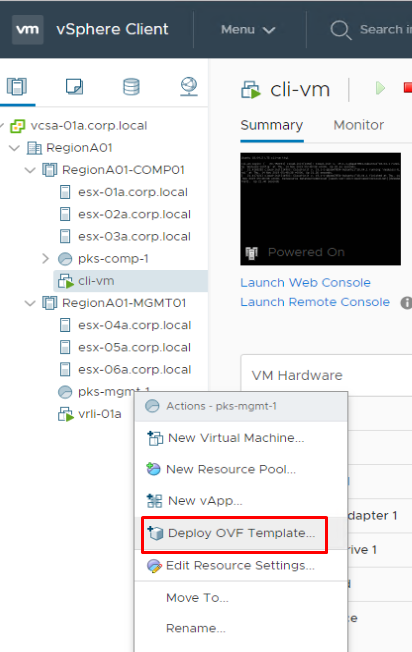 vm vSphere Client Menu Search in
cli-vm
Summary Monitor
vcsa-01a.corp.local
RegionA01
RegionA01-COMP01
esx-01a.corp.local
esx-02a.corp.local
esx-03a.corp.local
pks-comp-1
cli-vm
RegionA01-MGMT01
esx-04a.corp.local
esx-05a.corp.local
esx-06a.corp.local
pks-mgmt-1
vrli-01a
Powered On
Launch Web Console
Launch Remote Console
VM Hardware
Actions - pks-mgmt-1
New Virtual Machine...
New Resource Pool...
New vApp...
Deploy OVF Template...
Edit Resource Settings...
Move To...
Rename...
dapter 1
rive 1
d
ce